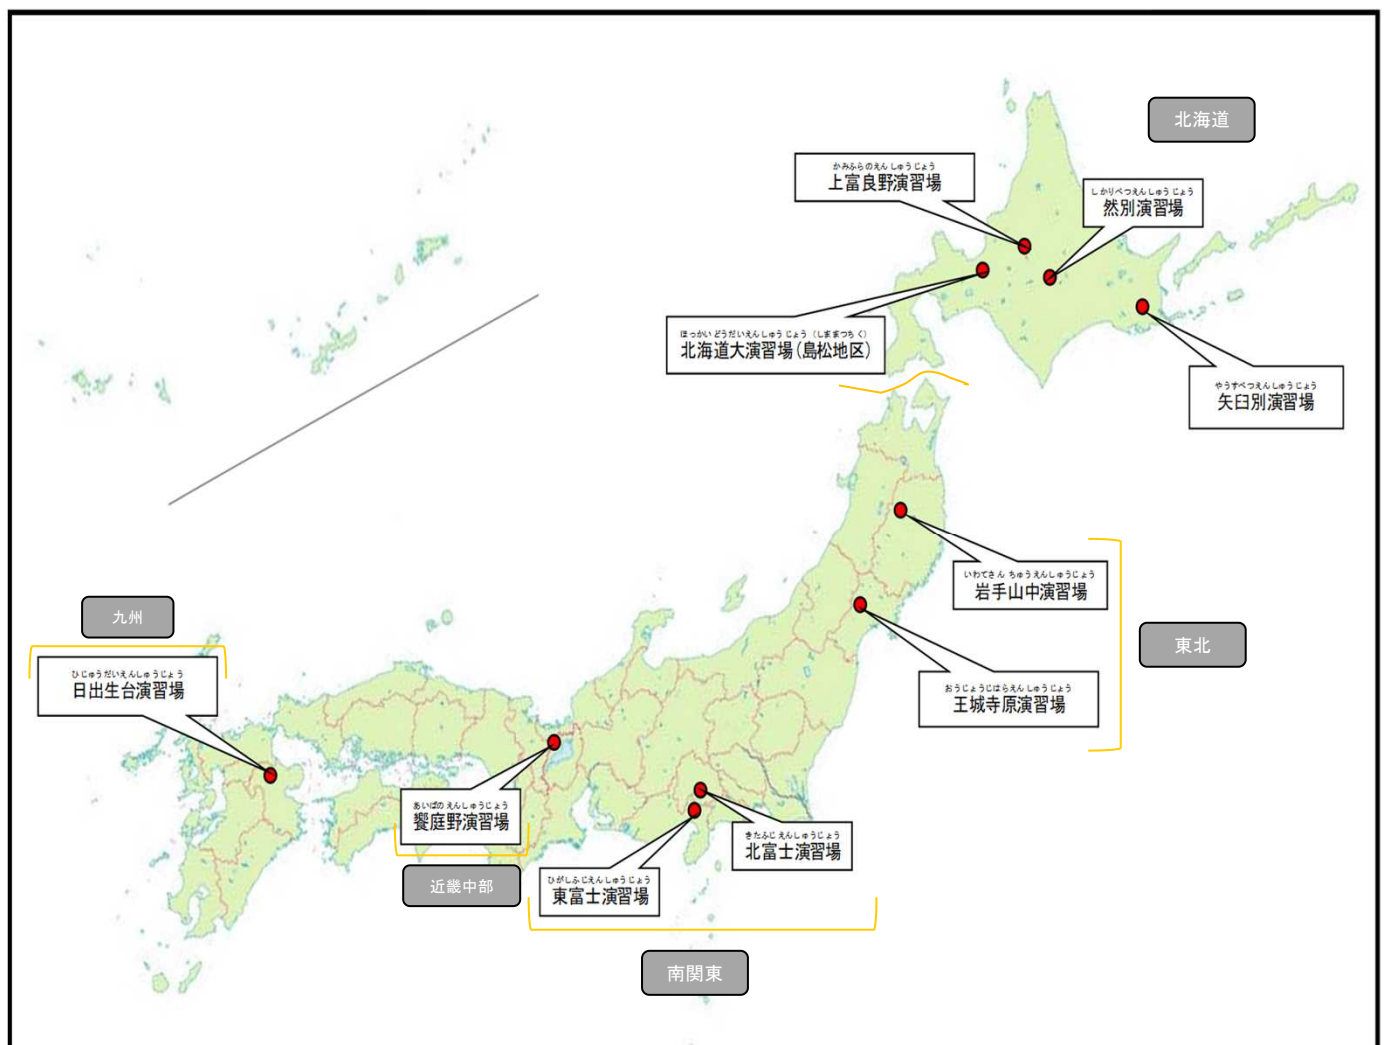 北海道
かみふらのえんしゅうじょう
上富良野演習場
しかりべつえんしゅうじょう
然別演習場
ほっかいどうだいえんしゅうじょう（しままつちく）
北海道大演習場（島松地区）
やうすべつえんしゅうじょう
矢臼別演習場
いわてさんちゅうえんしゅうじょう
岩手山中演習場
東北
おうじょうじはらえんしゅうじょう
王城寺原演習場
九州
ひじゅうだいえんしゅうじょう
日出生台演習場
あいばのえんしゅうじょう
饗庭野演習場
近畿中部
きたふじえんしゅうじょう
北富士演習場
ひがしふじえんしゅうじょう
東富士演習場
南関東